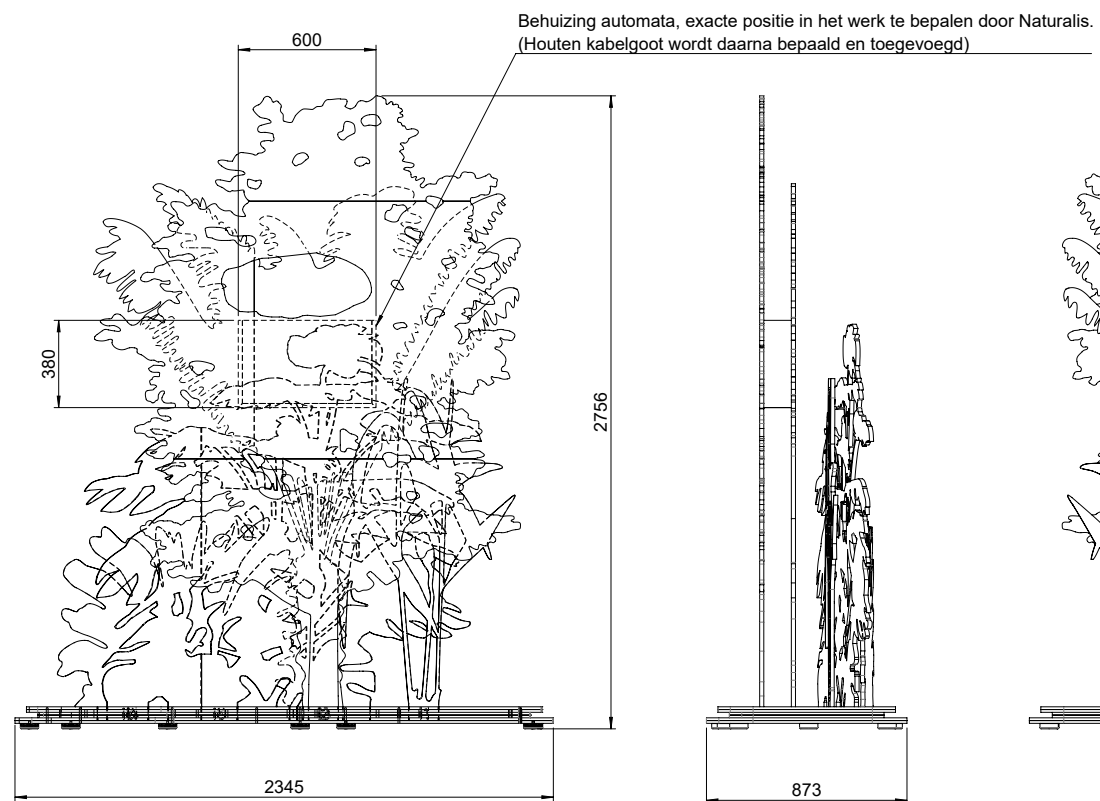 Behuizing automata, exacte positie in het werk te bepalen door Naturalis.
(Houten kabelgoot wordt daarna bepaald en toegevoegd)
600
380
2756
2345
873